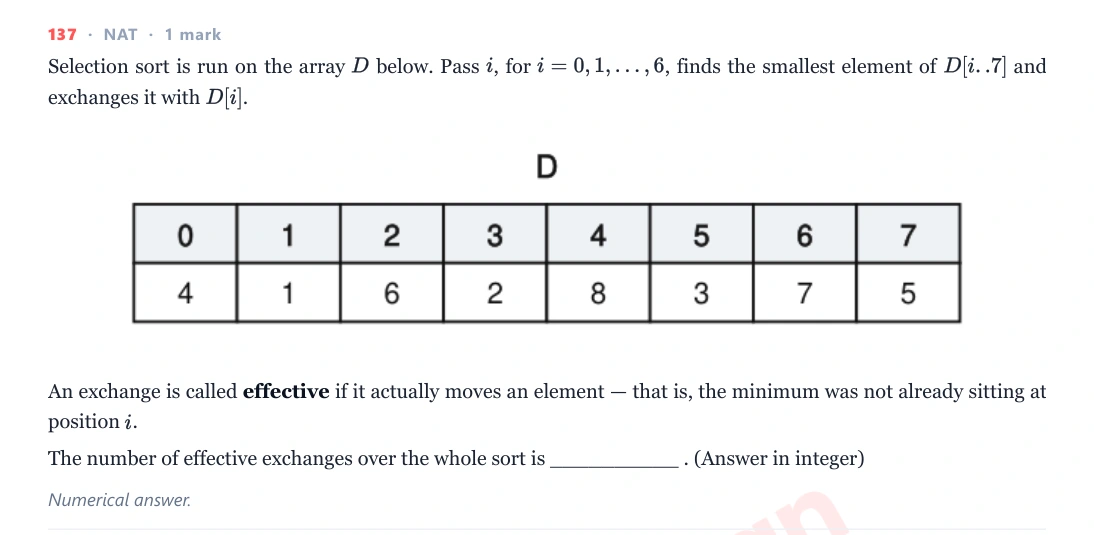 137 · NAT · 1 mark
Selection sort is run on the array D below. Pass i, for i = 0, 1, . . . , 6, finds the smallest element of D[i. .7] and
exchanges it with D[i].
D
0 1 2 3 4 5 6 7
4 1 6 2 8 3 7 5
An exchange is called effective if it actually moves an element — that is, the minimum was not already sitting at
position i.
The number of effective exchanges over the whole sort is ____________ . (Answer in integer)
Numerical answer.